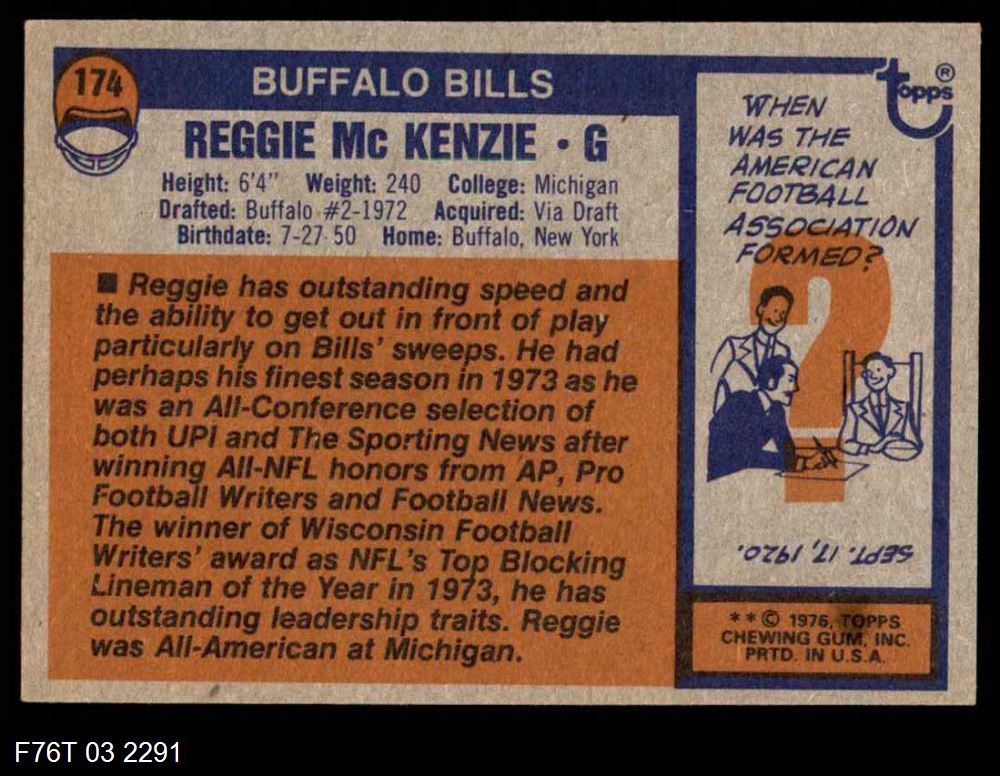 174
BUFFALO BILLS
REGGIE Mc KENZIE • G
Height: 6'4" Weight: 240 College: Michigan
Drafted: Buffalo #2-1972 Acquired: Via Draft
Birthdate: 7-27-50 Home: Buffalo, New York
■ Reggie has outstanding speed and
the ability to get out in front of play
particularly on Bills' sweeps. He had
perhaps his finest season in 1973 as he
was an All-Conference selection of
both UPI and The Sporting News after
winning All-NFL honors from AP, Pro
Football Writers and Football News.
The winner of Wisconsin Football
Writers' award as NFL's Top Blocking
Lineman of the Year in 1973, he has
outstanding leadership traits. Reggie
was All-American at Michigan.
topps ®
WHEN
WAS THE
AMERICAN
FOOTBALL
ASSOCIATION
FORMED?
?
SEPT. 17, 1920.
** © 1976, TOPPS
CHEWING GUM, INC.
PRTD. IN U.S.A.
F76T 03 2291